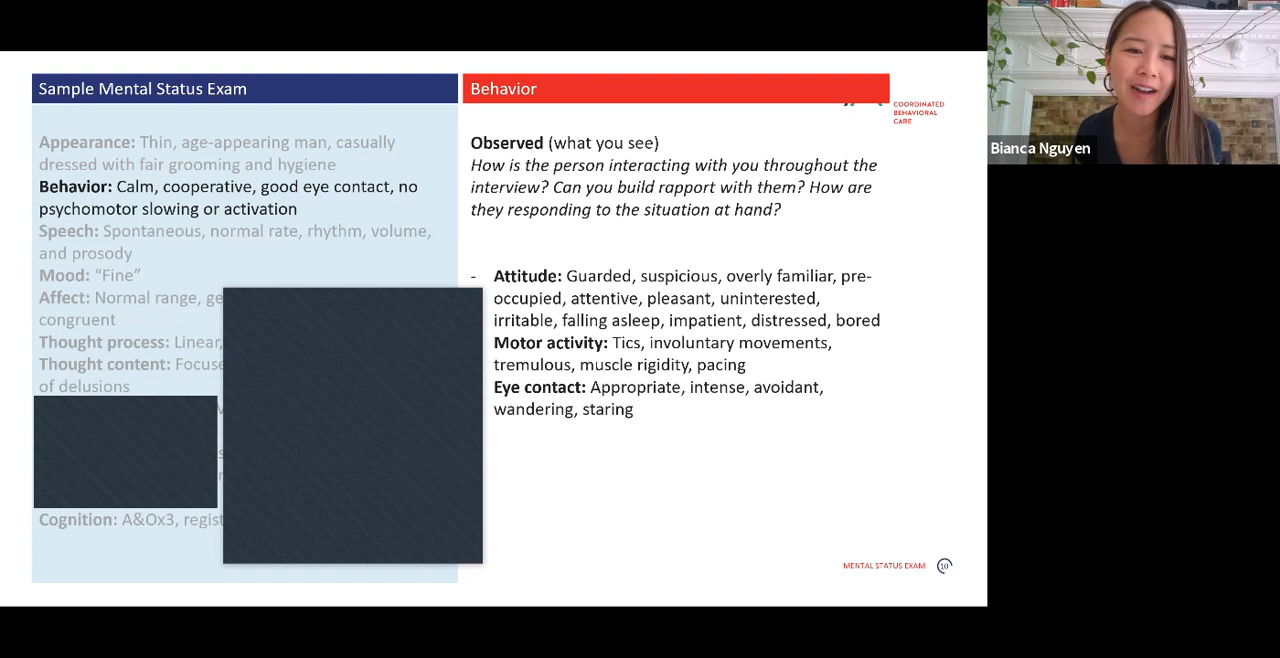 Sample Mental Status Exam
Appearance: Thin, age-appearing man, casually
dressed with fair grooming and hygiene
Behavior: Calm, cooperative, good eye contact, no
psychomotor slowing or activation
Speech: Spontaneous, normal rate, rhythm, volume,
and prosody
Mood: “Fine”
Affect: Normal range,
congruent
Thought process: Linear,
Thought content:
of delusions
Cognition: A&Ox3,
Behavior
COORDINATED
BEHAVIORAL
CARE
Observed (what you see)
How is the person interacting with you throughout the
interview? Can you build rapport with them? How are
they responding to the situation at hand?
- Attitude: Guarded, suspicious, overly familiar, pre-
occupied, attentive, pleasant, uninterested,
irritable, falling asleep, impatient, distressed, bored
Motor activity: Tics, involuntary movements,
tremulous, muscle rigidity, pacing
Eye contact: Appropriate, intense, avoidant,
wandering, staring
MENTAL STATUS EXAM 10
Bianca Nguyen